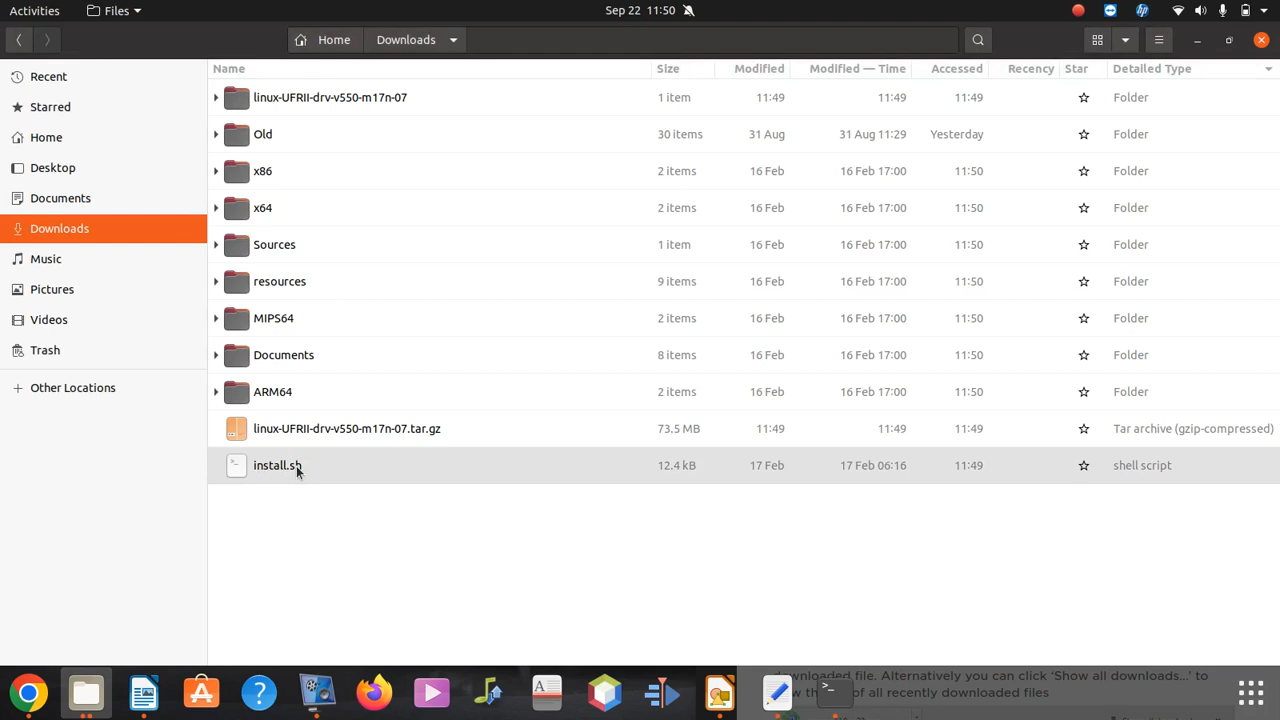 Activities Files Sep 22 11:50
Home Downloads
Name Size Modified Modified — Time Accessed Recency Star Detailed Type
Recent
Starred
Home
Desktop
Documents
Downloads
Music
Pictures
Videos
Trash
Other Locations
linux-UFRII-drv-v550-m17n-07 1 item 11:49 11:49 11:49 Folder
Old 30 items 31 Aug 31 Aug 11:29 Yesterday Folder
x86 2 items 16 Feb 16 Feb 17:00 11:50 Folder
x64 2 items 16 Feb 16 Feb 17:00 11:50 Folder
Sources 1 item 16 Feb 16 Feb 17:00 11:50 Folder
resources 9 items 16 Feb 16 Feb 17:00 11:50 Folder
MIPS64 2 items 16 Feb 16 Feb 17:00 11:50 Folder
Documents 8 items 16 Feb 16 Feb 17:00 11:50 Folder
ARM64 2 items 16 Feb 16 Feb 17:00 11:50 Folder
linux-UFRII-drv-v550-m17n-07.tar.gz 73.5 MB 11:49 11:49 11:49 Tar archive (gzip-compressed)
install.sh 12.4 kB 17 Feb 17 Feb 06:16 11:49 shell script
downloaded file. Alternatively you can click 'Show all downloads...' to
of all recently downloaded files